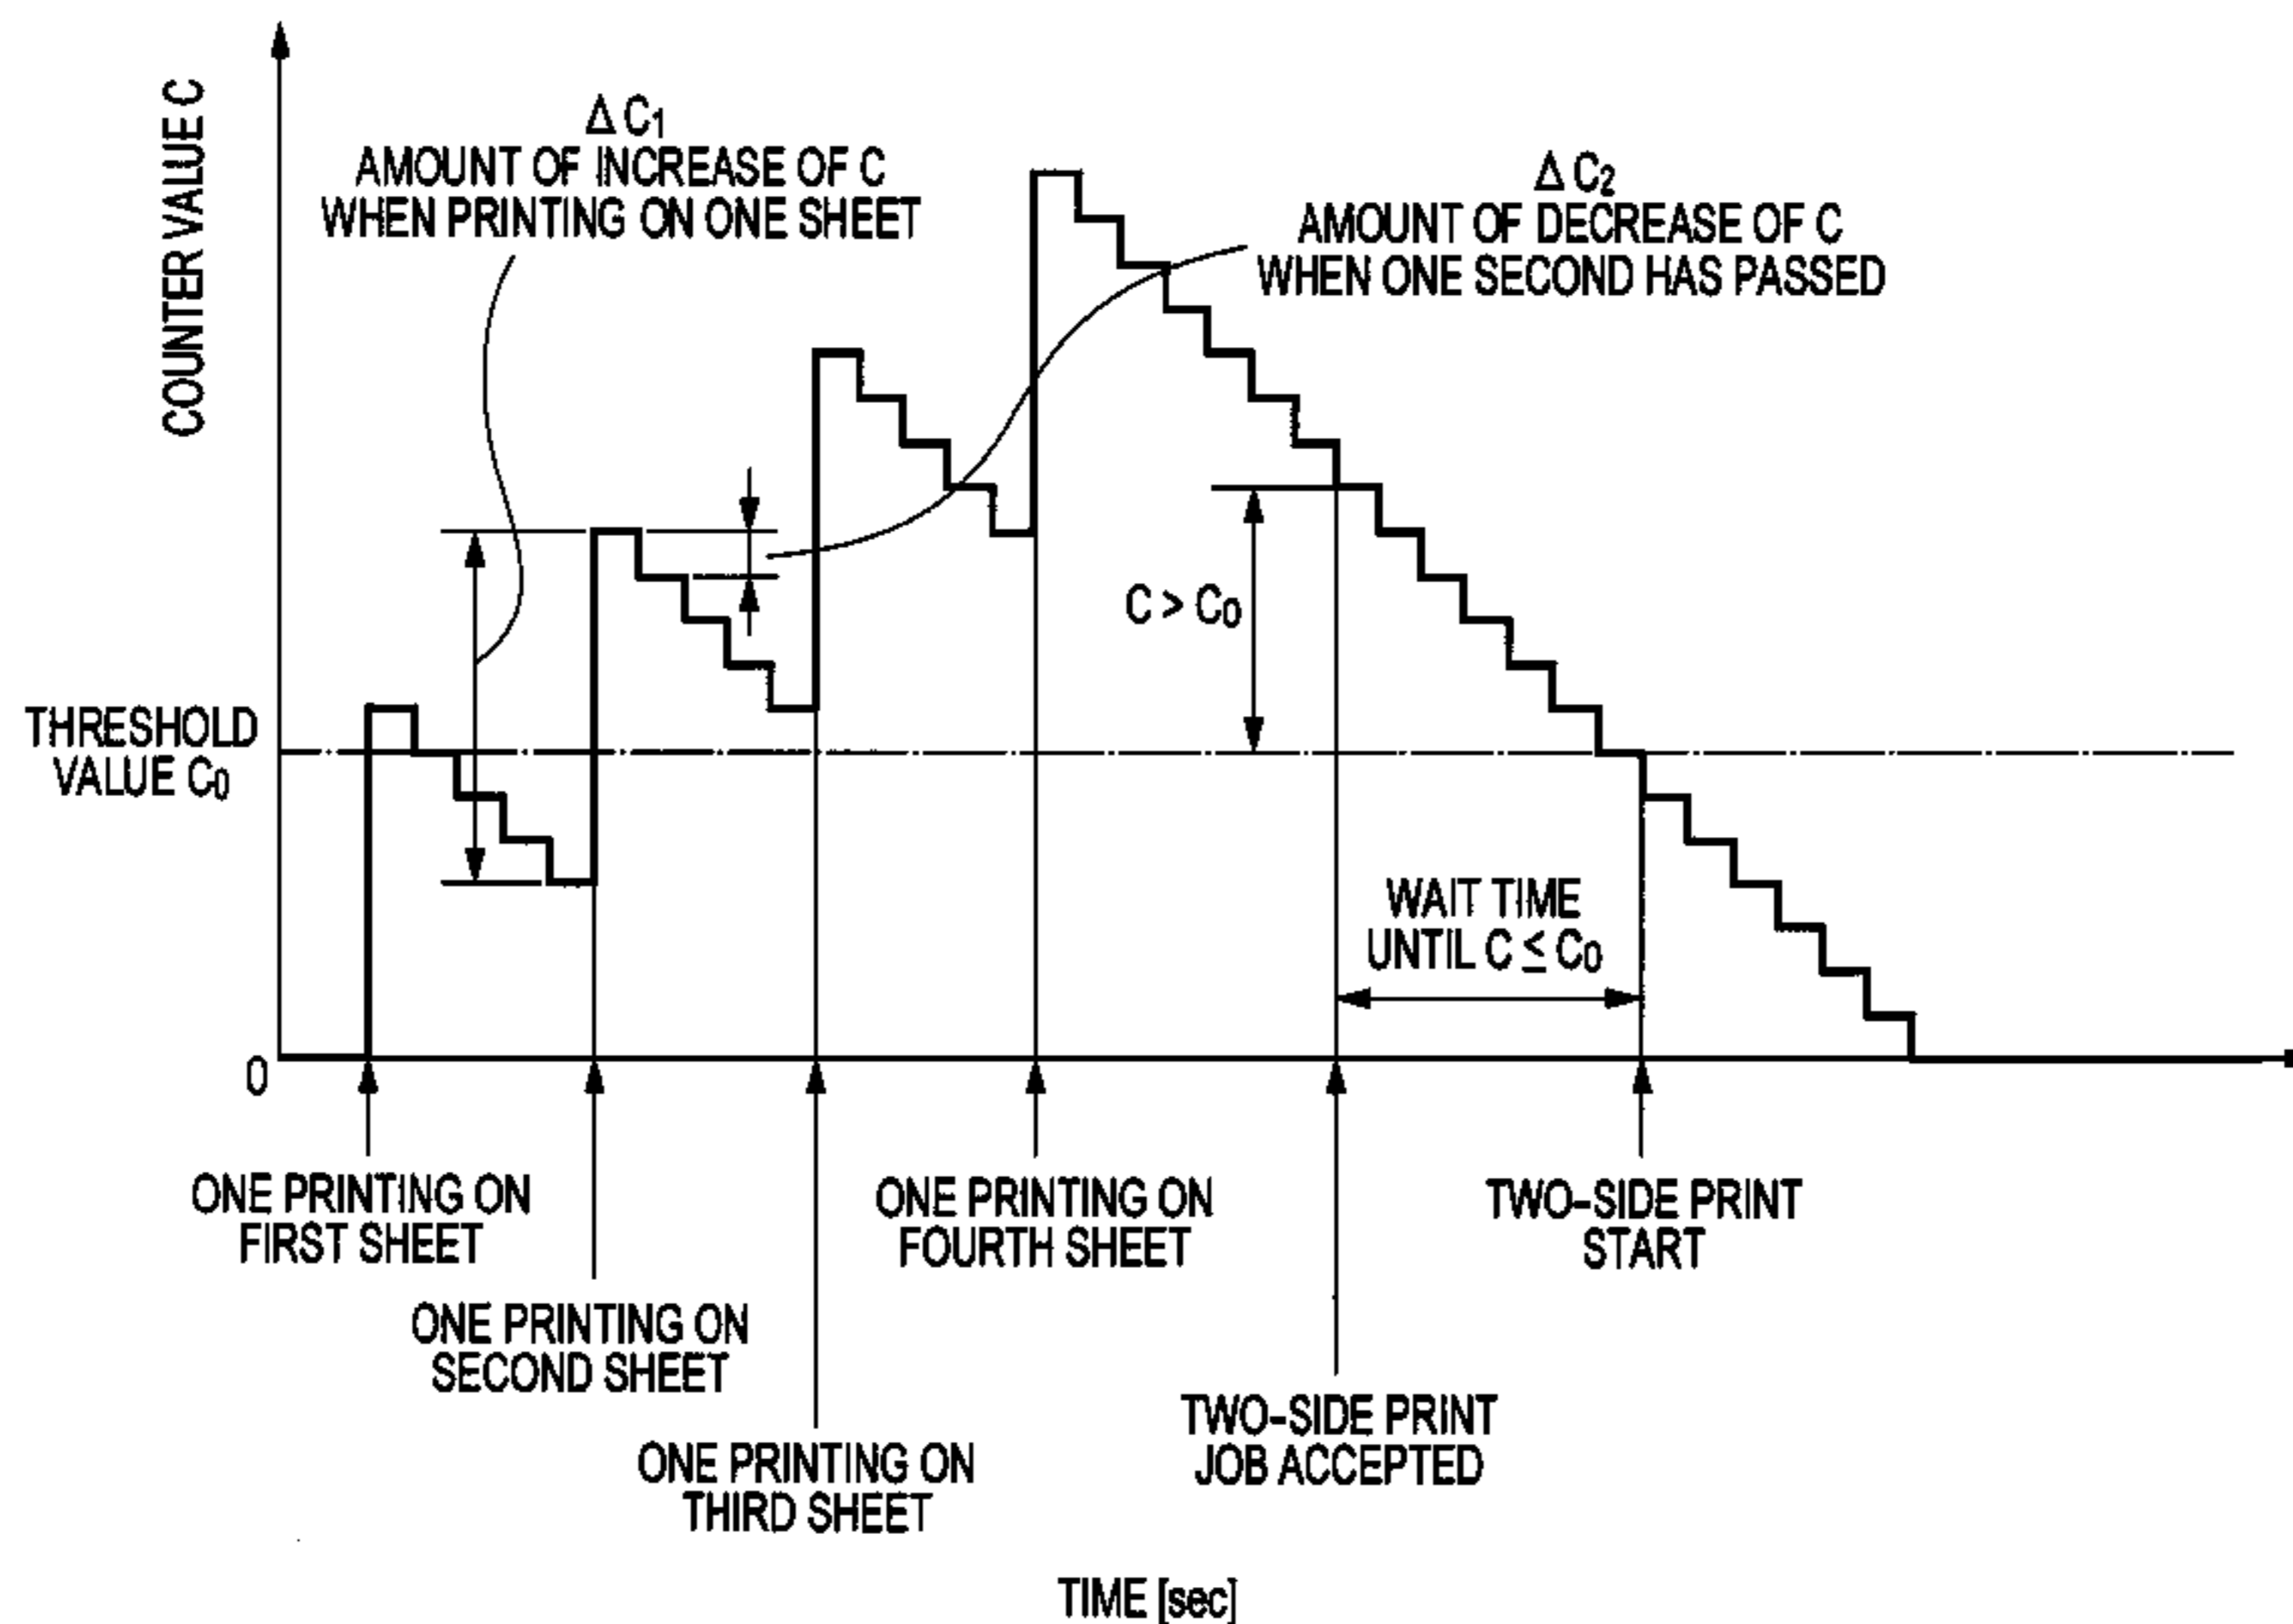 COUNTER VALUE C
Δ C1
AMOUNT OF INCREASE OF C
WHEN PRINTING ON ONE SHEET
Δ C2
AMOUNT OF DECREASE OF C
WHEN ONE SECOND HAS PASSED
C > C0
THRESHOLD
VALUE C0
WAIT TIME
UNTIL C ≤ C0
0
ONE PRINTING ON
FIRST SHEET
ONE PRINTING ON
SECOND SHEET
ONE PRINTING ON
THIRD SHEET
ONE PRINTING ON
FOURTH SHEET
TWO-SIDE PRINT
JOB ACCEPTED
TWO-SIDE PRINT
START
TIME [sec]